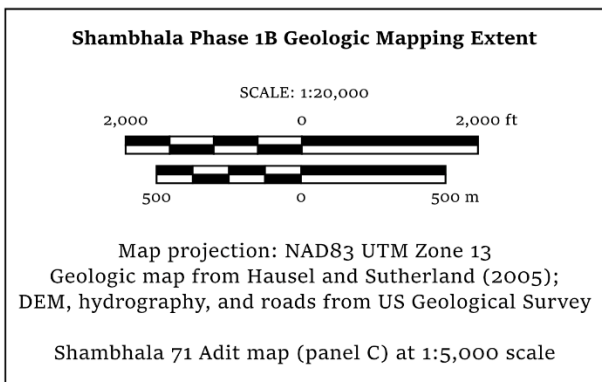 Shambhala Phase 1B Geologic Mapping Extent
SCALE: 1:20,000
2,000 0 2,000 ft
500 0 500 m
Map projection: NAD83 UTM Zone 13
Geologic map from Hausel and Sutherland (2005);
DEM, hydrography, and roads from US Geological Survey
Shambhala 71 Adit map (panel C) at 1:5,000 scale